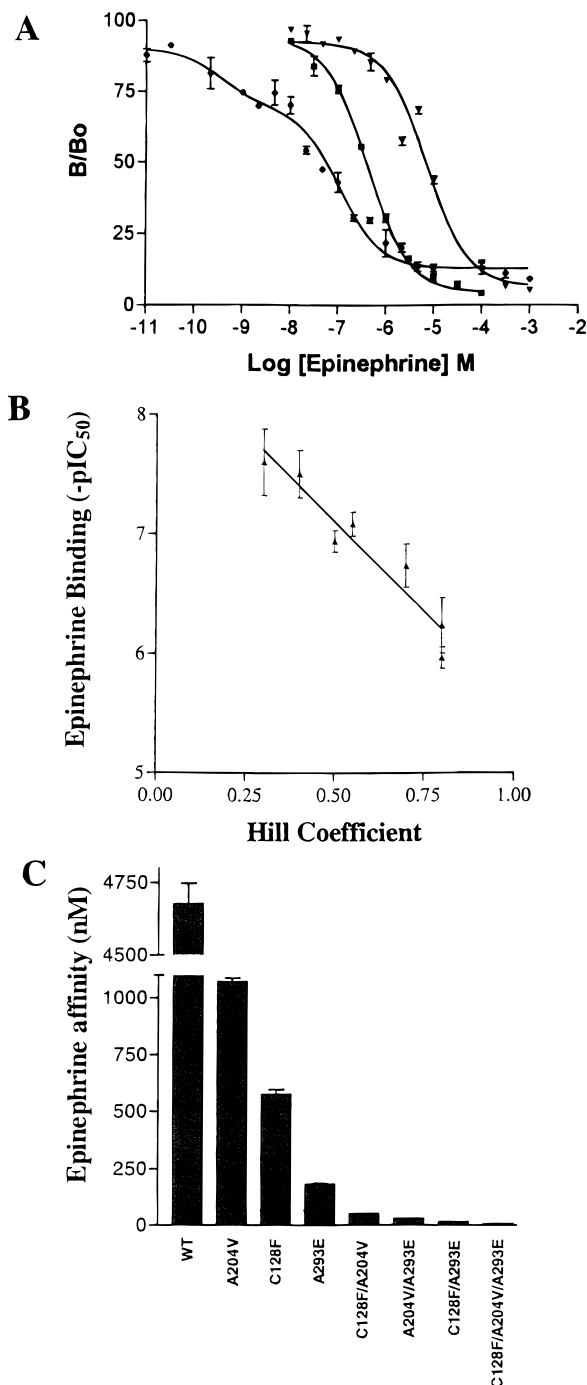 A
100
75
50
25
0
B/Bo
-11 -10 -9 -8 -7 -6 -5 -4 -3 -2
Log [Epinephrine] M
B
8
7
6
5
Epinephrine Binding (-pIC50)
0.00 0.25 0.50 0.75 1.00
Hill Coefficient
C
4750
4500
1000
750
500
250
0
Epinephrine affinity (nM)
WT
A204V
C128F
A293E
C128F/A204V
A204V/A293E
C128F/A293E
C128F/A204V/A293E